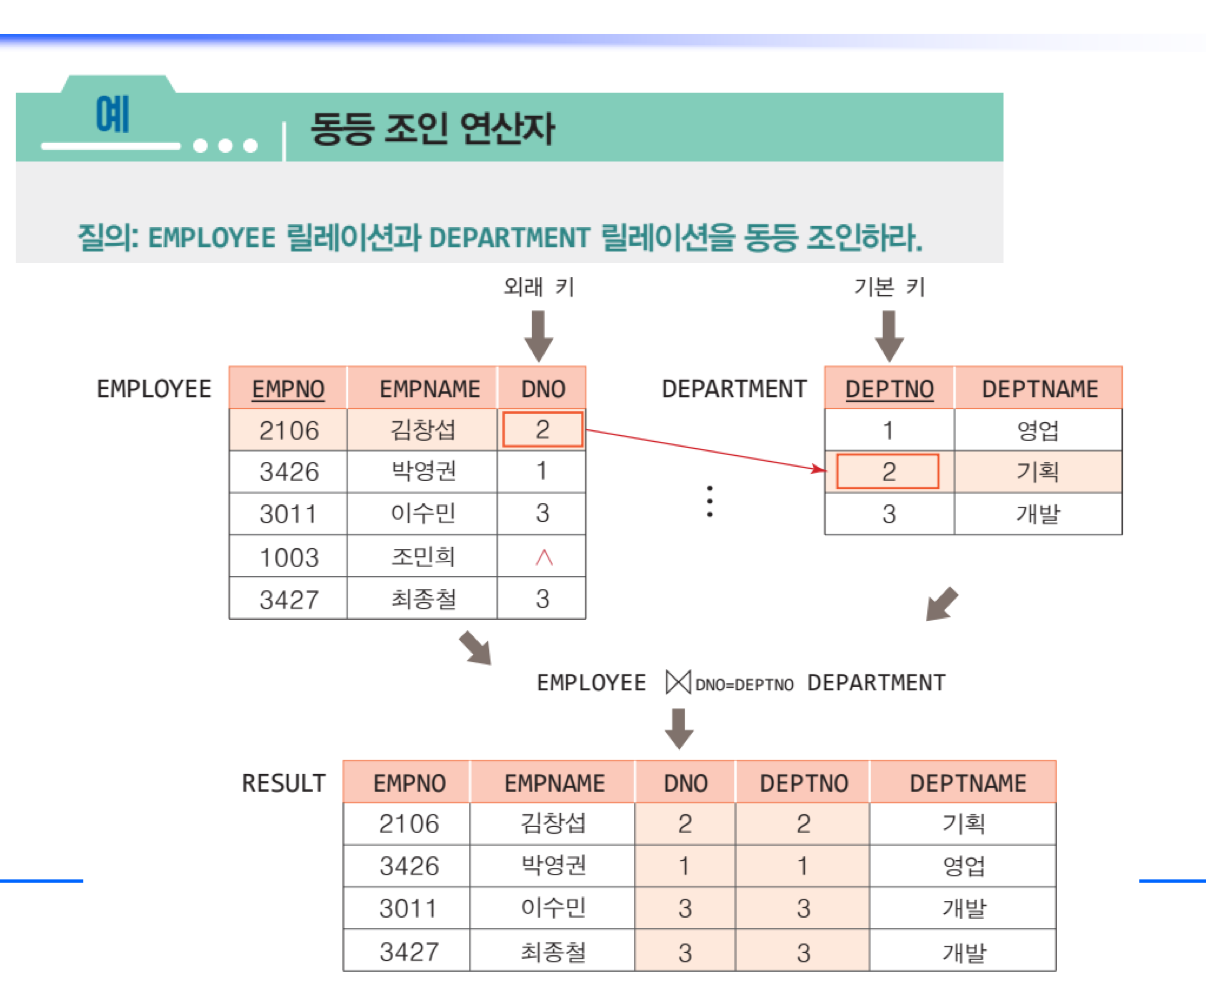 예
동등 조인 연산자
질의: EMPLOYEE 릴레이션과 DEPARTMENT 릴레이션을 동등 조인하라.
외래 키 기본 키
EMPLOYEE EMPNO EMPNAME DNO DEPARTMENT DEPTNO DEPTNAME
2106 김창섭 2 1 영업
3426 박영권 1 2 기획
3011 이수민 3 3 개발
1003 조민희 ∧
3427 최종철 3
EMPLOYEE ⋈ DNO=DEPTNO DEPARTMENT
RESULT EMPNO EMPNAME DNO DEPTNO DEPTNAME
2106 김창섭 2 2 기획
3426 박영권 1 1 영업
3011 이수민 3 3 개발
3427 최종철 3 3 개발